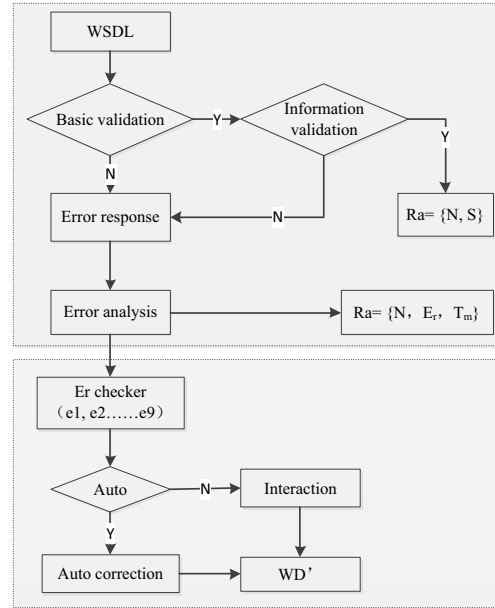 WSDL
Basic validation
Y
Information
validation
Y
N
N
Error response
Ra= {N, S}
Error analysis
Ra= {N, Er, Tm}
Er checker
(e1, e2……e9)
Auto
N
Interaction
Y
Auto correction
WD’